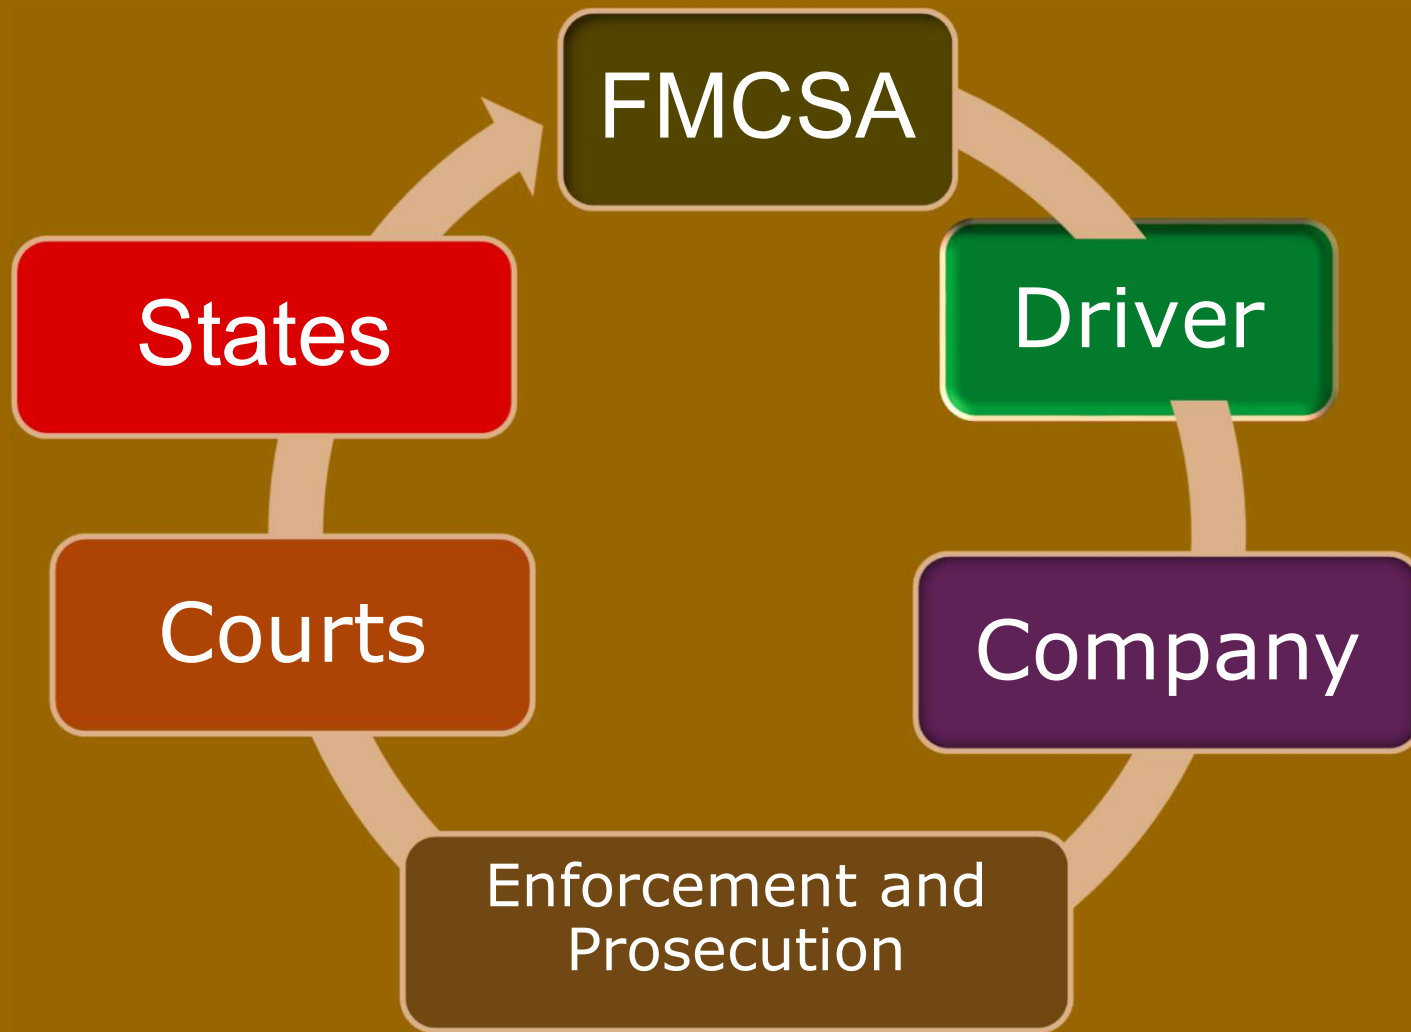 FMCSA
Driver
Company
Enforcement and
Prosecution
Courts
States